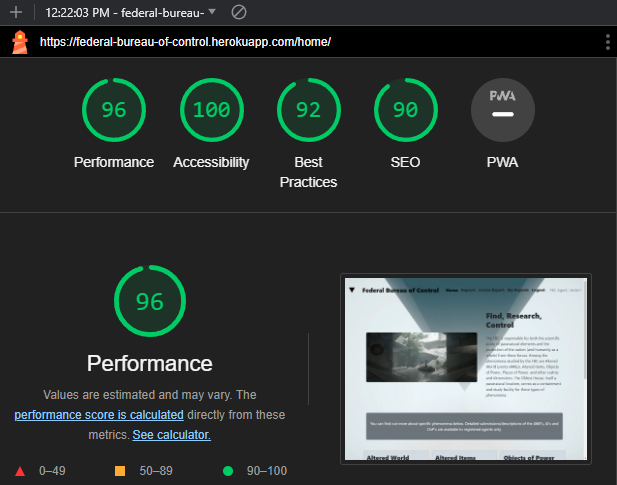 12:22:03 PM - federal-bureau-
https://federal-bureau-of-control.herokuapp.com/home/
96
100
92
90
PWA
Performance
Accessibility
Best
Practices
SEO
PWA
96
Performance
Values are estimated and may vary. The
performance score is calculated directly from these
metrics. See calculator.
0–49
50–89
90–100
Federal Bureau of Control
Home
Find, Research,
Control
Altered World
Altered Items
Objects of Power